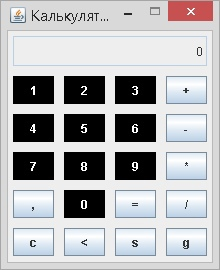 Калькулят...
0
1 2 3 +
4 5 6 -
7 8 9 *
, 0 = /
c < s g